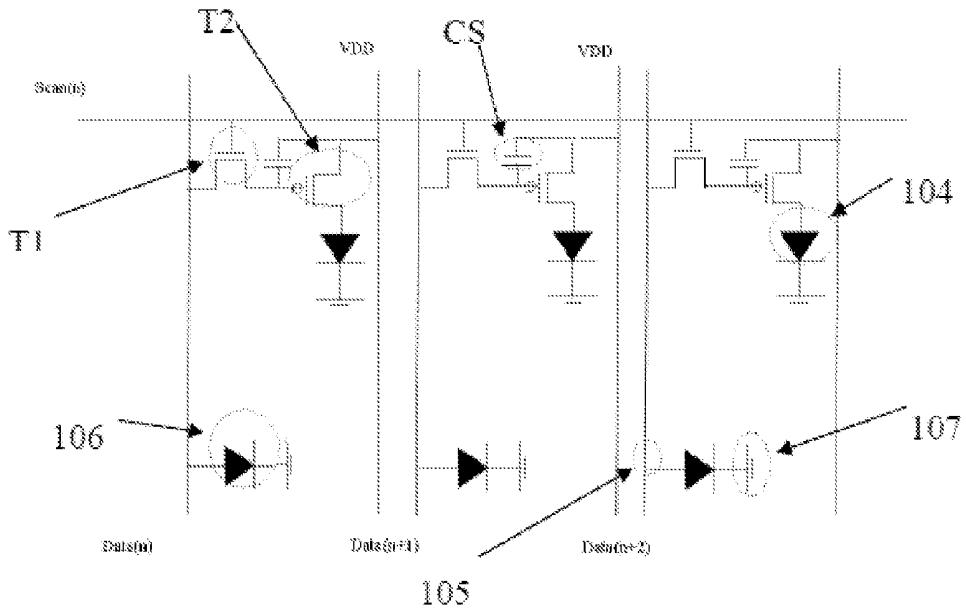 T2
CS
VDD
VDD
Scan(n)
T1
104
106
107
Data(n)
Data(n+1)
Data(n+2)
105